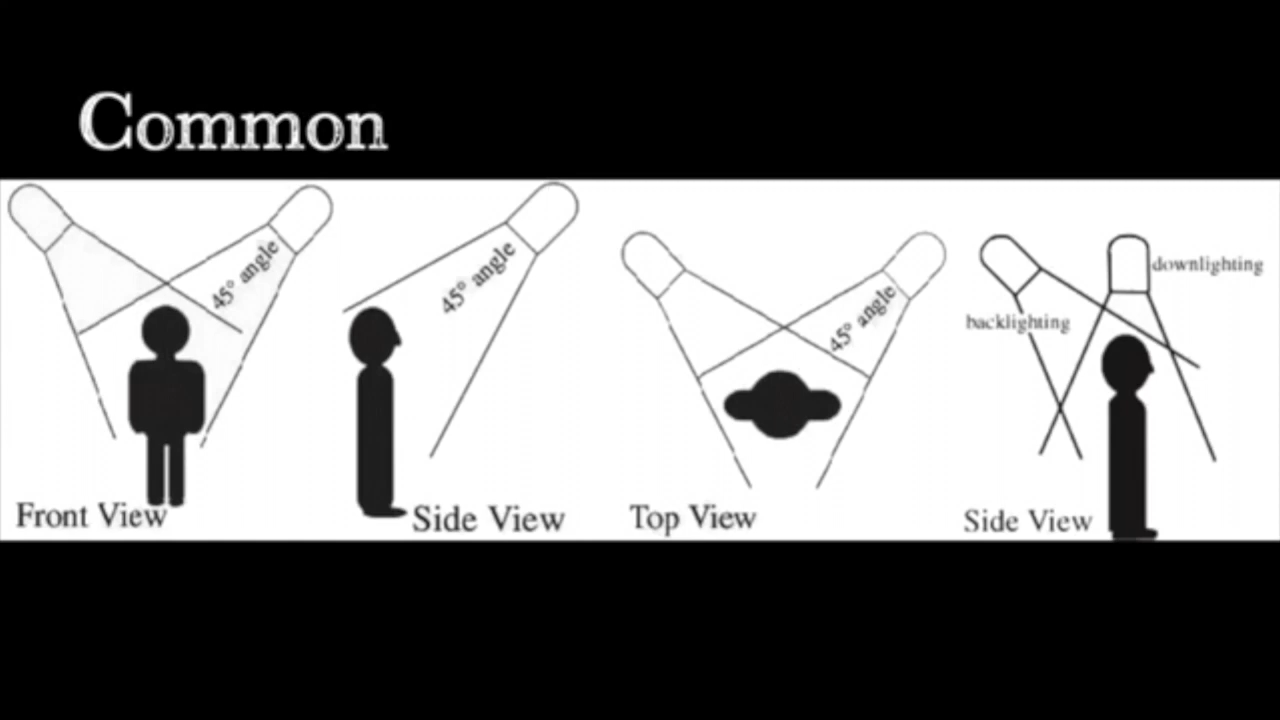 Common
45° angle
Front View
45° angle
Side View
45° angle
Top View
backlighting
downlighting
Side View